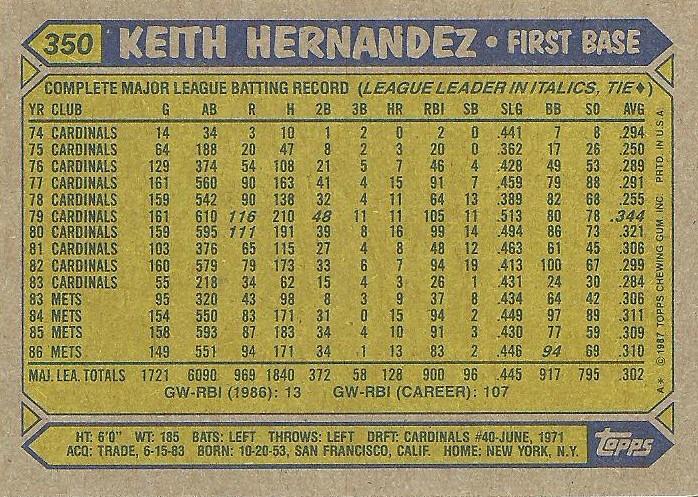 350 KEITH HERNANDEZ • FIRST BASE
COMPLETE MAJOR LEAGUE BATTING RECORD (LEAGUE LEADER IN ITALICS, TIE♦)
YR CLUB G AB R H 2B 3B HR RBI SB SLG BB SO AVG
74 CARDINALS 14 34 3 10 1 2 0 2 0 .441 7 8 .294
75 CARDINALS 64 188 20 47 8 2 3 20 0 .362 17 26 .250
76 CARDINALS 129 374 54 108 21 5 7 46 4 .428 49 53 .289
77 CARDINALS 161 560 90 163 41 4 15 91 7 .459 79 88 .291
78 CARDINALS 159 542 90 138 32 4 11 64 13 .389 82 68 .255
79 CARDINALS 161 610 116 210 48 11 11 105 11 .513 80 78 .344
80 CARDINALS 159 595 111 191 39 8 16 99 14 .494 86 73 .321
81 CARDINALS 103 376 65 115 27 4 8 48 12 .463 61 45 .306
82 CARDINALS 160 579 79 173 33 6 7 94 19 .413 100 67 .299
83 CARDINALS 55 218 34 62 15 4 3 26 1 .431 24 30 .284
83 METS 95 320 43 98 8 3 9 37 8 .434 64 42 .306
84 METS 154 550 83 171 31 0 15 94 2 .449 97 89 .311
85 METS 158 593 87 183 34 4 10 91 3 .430 77 59 .309
86 METS 149 551 94 171 34 1 13 83 2 .446 94 69 .310
MAJ. LEA. TOTALS 1721 6090 969 1840 372 58 128 900 96 .445 917 795 .302
GW-RBI (1986): 13 GW-RBI (CAREER): 107
A* © 1987 TOPPS CHEWING GUM, INC. PRTD. IN U.S.A.
HT: 6'0" WT: 185 BATS: LEFT THROWS: LEFT DRFT: CARDINALS #40-JUNE, 1971
ACQ: TRADE, 6-15-83 BORN: 10-20-53, SAN FRANCISCO, CALIF. HOME: NEW YORK, N.Y.
TOPPS